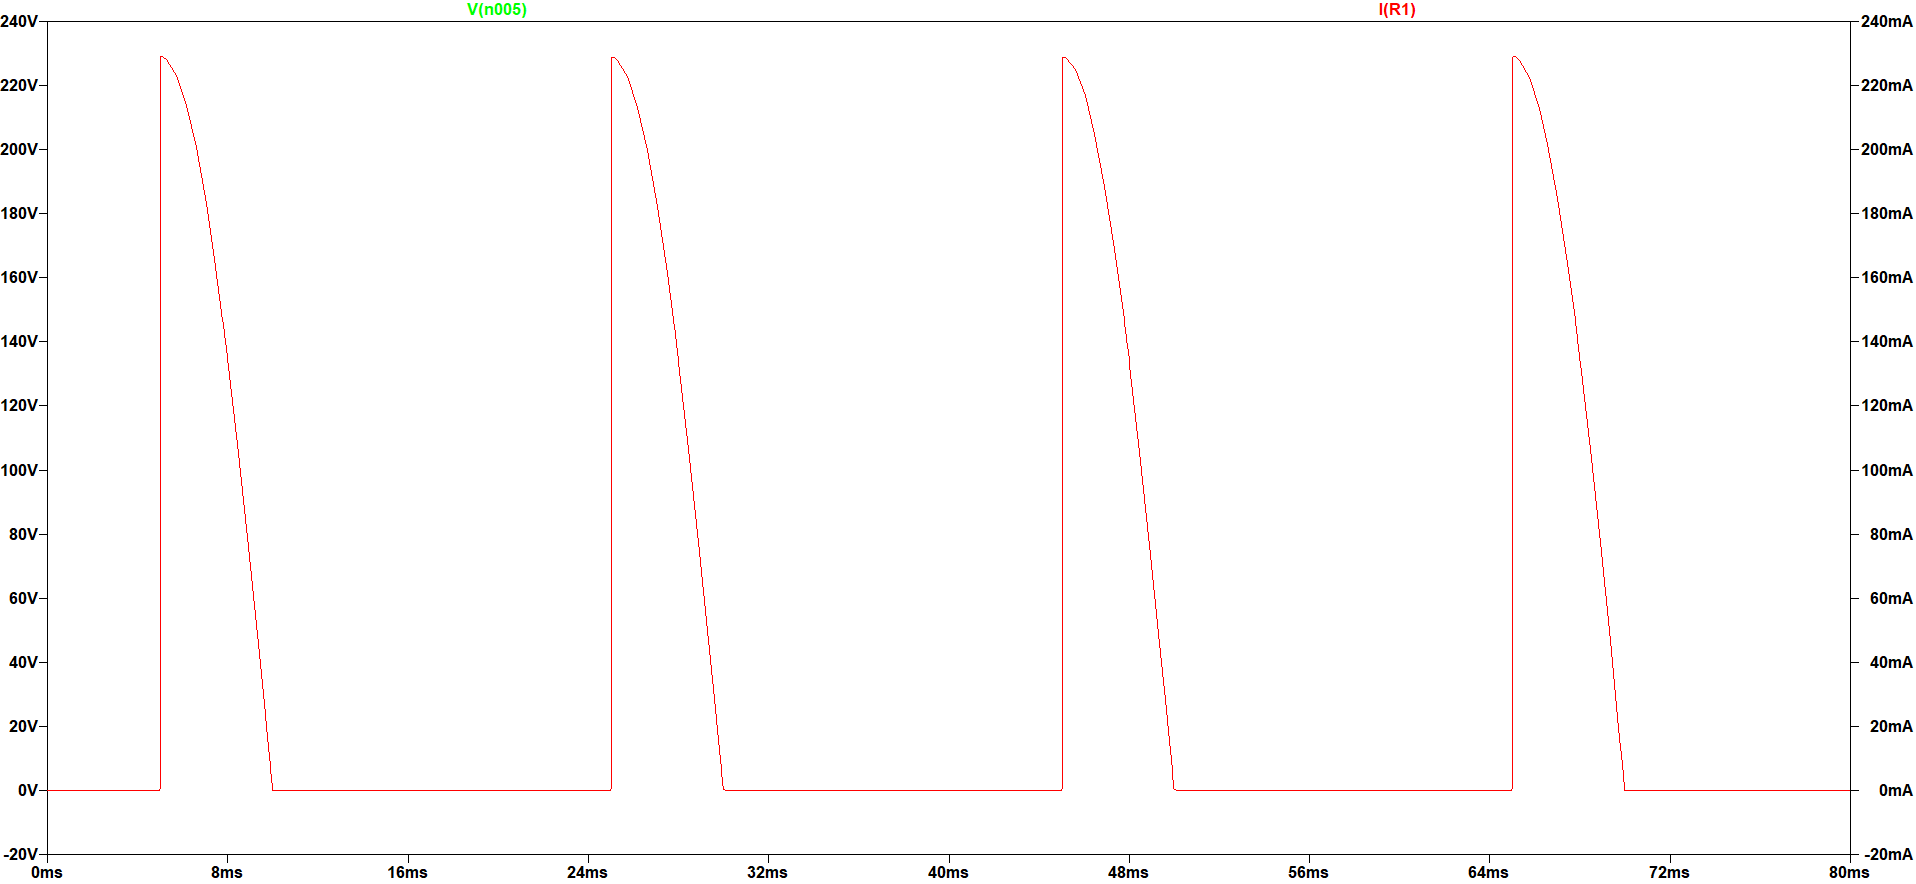 V(n005) I(R1)
240V 240mA
220V 220mA
200V 200mA
180V 180mA
160V 160mA
140V 140mA
120V 120mA
100V 100mA
80V 80mA
60V 60mA
40V 40mA
20V 20mA
0V 0mA
-20V -20mA
0ms 8ms 16ms 24ms 32ms 40ms 48ms 56ms 64ms 72ms 80ms